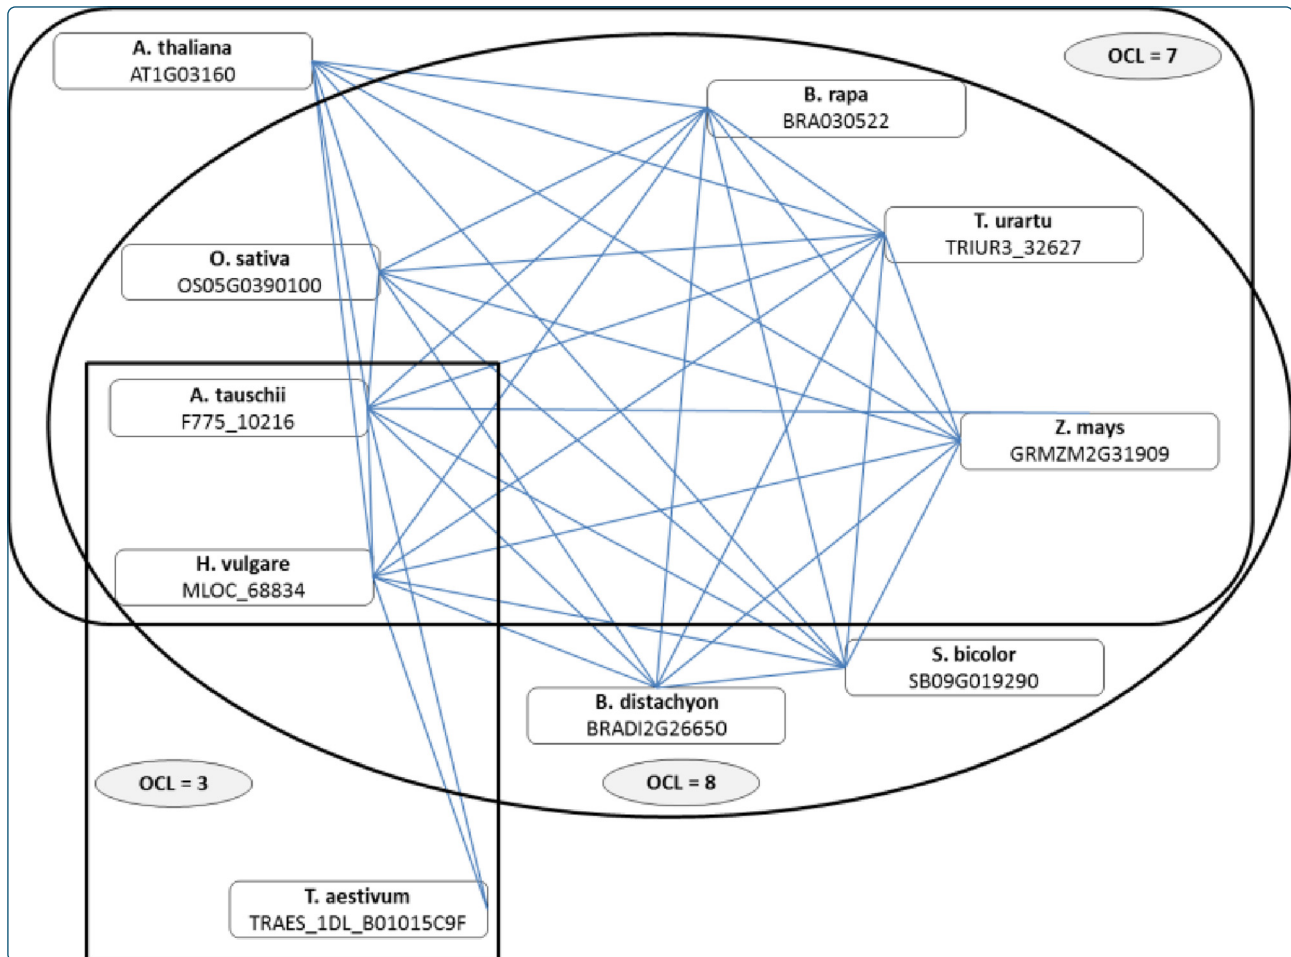 A. thaliana
AT1G03160
OCL = 7
B. rapa
BRA030522
T. urartu
TRIUR3_32627
O. sativa
OS05G0390100
A. tauschii
F775_10216
Z. mays
GRMZM2G31909
H. vulgare
MLOC_68834
S. bicolor
SB09G019290
B. distachyon
BRADI2G26650
OCL = 3
OCL = 8
T. aestivum
TRAES_1DL_B01015C9F